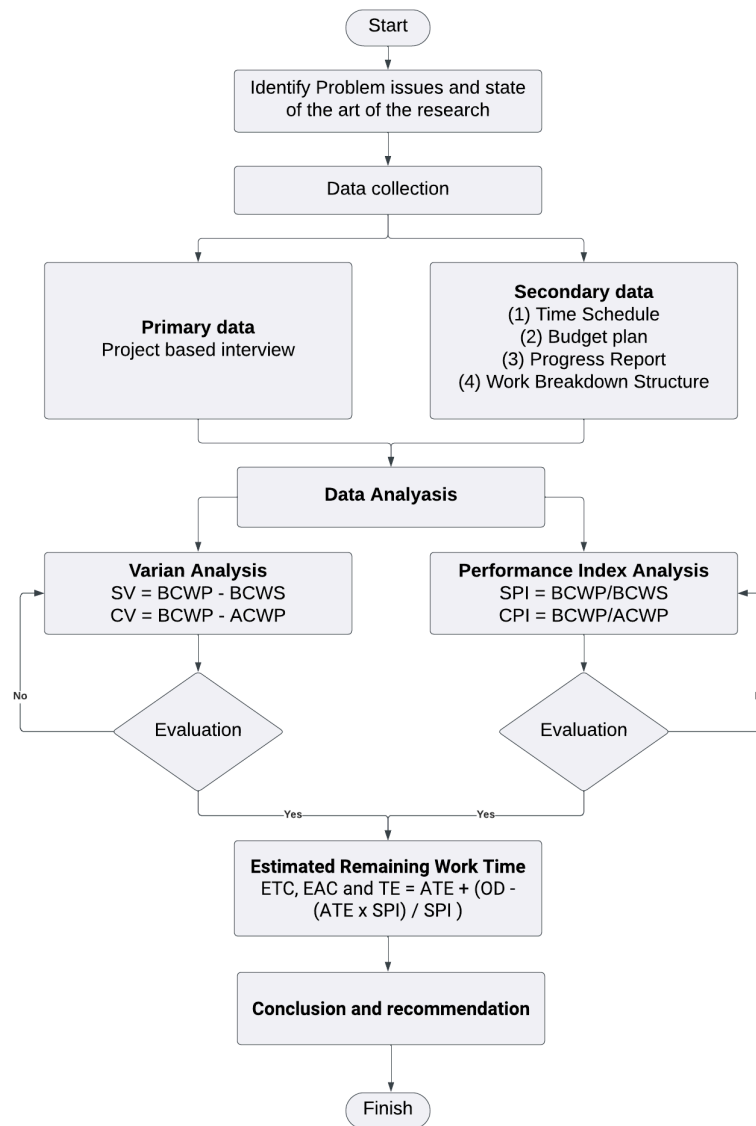 Start
Identify Problem issues and state
of the art of the research
Data collection
Primary data
Project based interview
Secondary data
(1) Time Schedule
(2) Budget plan
(3) Progress Report
(4) Work Breakdown Structure
Data Analyasis
Varian Analysis
SV = BCWP - BCWS
CV = BCWP - ACWP
Performance Index Analysis
SPI = BCWP/BCWS
CPI = BCWP/ACWP
No
Evaluation
Evaluation
Yes
Yes
Estimated Remaining Work Time
ETC, EAC and TE = ATE + (OD -
(ATE x SPI) / SPI )
Conclusion and recommendation
Finish